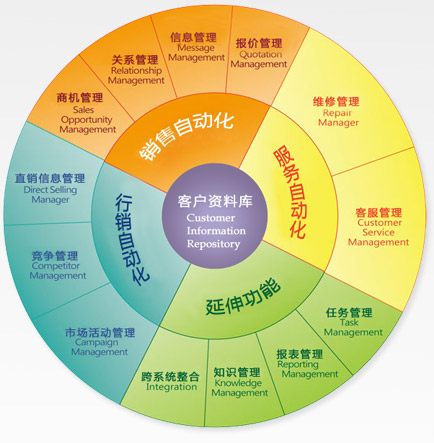 信息管理
Message
Management
报价管理
Quotation
Management
关系管理
Relationship
Management
商机管理
Sales
Opportunity
Management
维修管理
Repair
Manager
客服管理
Customer
Service
Management
任务管理
Task
Management
报表管理
Reporting
Management
知识管理
Knowledge
Management
跨系统整合
Integration
市场活动管理
Campaign
Management
竞争管理
Competitor
Management
直销信息管理
Direct Selling
Manager
销售自动化
服务自动化
延伸功能
行销自动化
客户资料库
Customer
Information
Repository